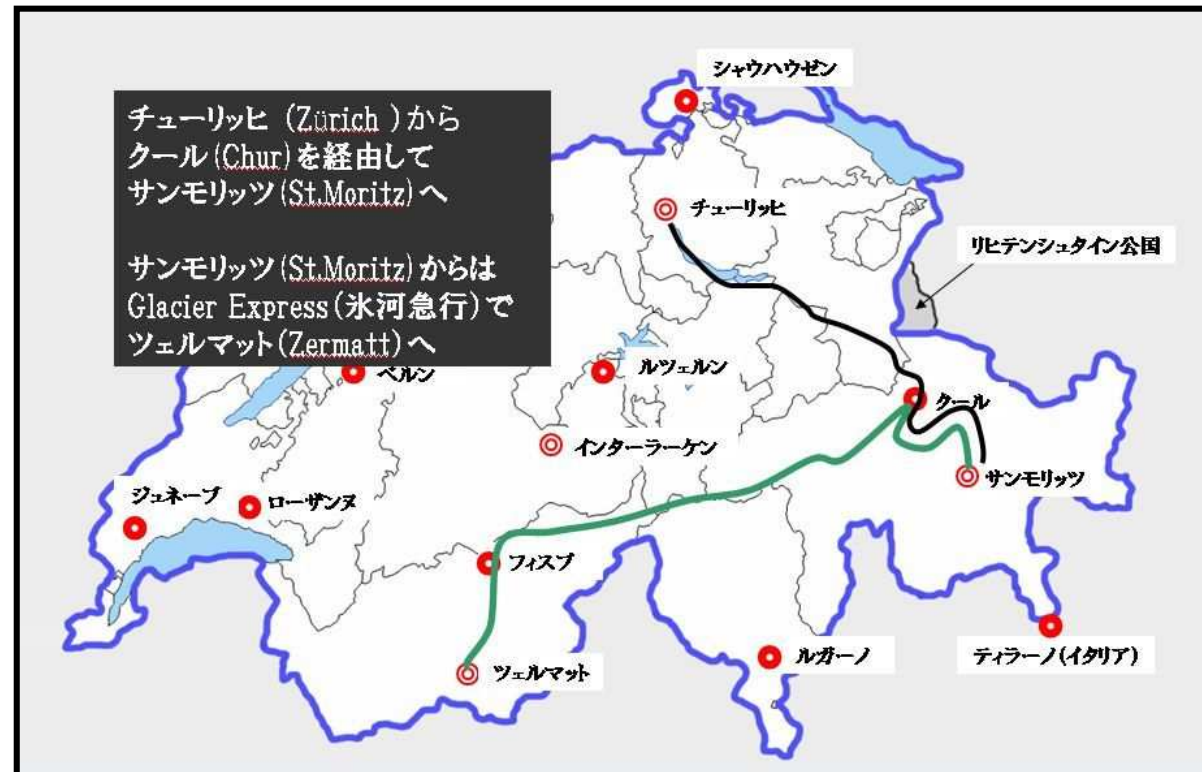 チューリッヒ (Zürich )から
クール(Chur)を経由して
サンモリッツ(St.Moritz)へ
サンモリッツ(St.Moritz)からは
Glacier Express(氷河急行)で
ツェルマット(Zermatt)へ
シャウハウゼン
チューリッヒ
リヒテンシュタイン公国
ベルン
ルツェルン
クール
インターラーケン
サンモリッツ
ジュネーブ
ローザンヌ
フィスプ
ツェルマット
ルガーノ
ティラーノ(イタリア)